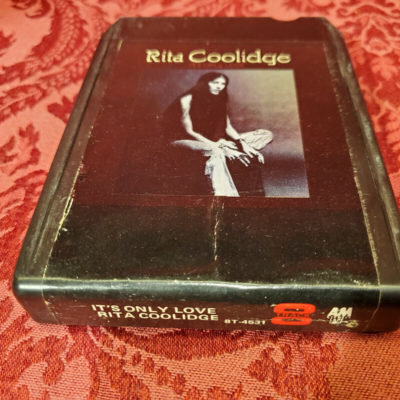 Rita Coolidge
IT'S ONLY LOVE
RITA COOLIDGE
8T-4531
8
A&M